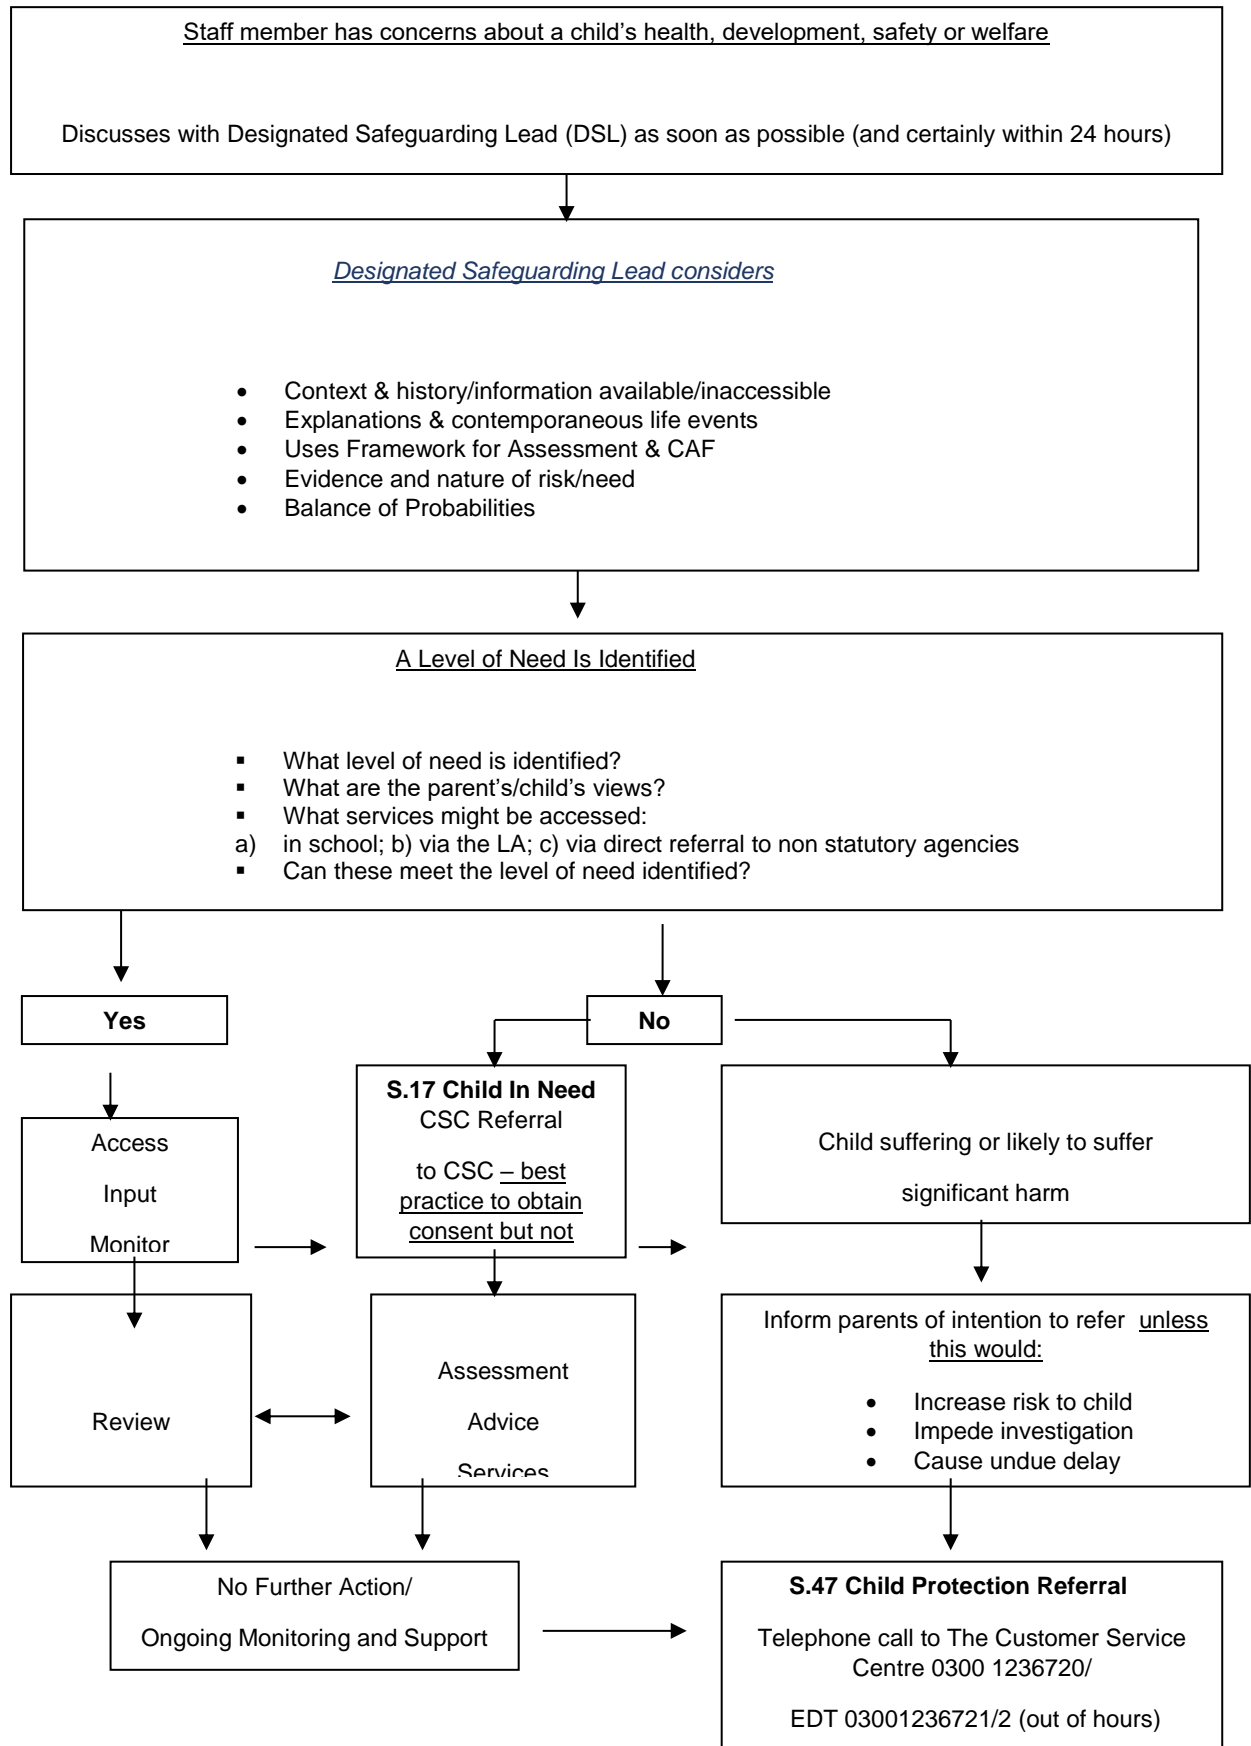 Staff member has concerns about a child's health, development, safety or welfare
Discusses with Designated Safeguarding Lead (DSL) as soon as possible (and certainly within 24 hours)
Designated Safeguarding Lead considers
• Context & history/information available/inaccessible
• Explanations & contemporaneous life events
• Uses Framework for Assessment & CAF
• Evidence and nature of risk/need
• Balance of Probabilities
A Level of Need Is Identified
▪ What level of need is identified?
▪ What are the parent's/child's views?
▪ What services might be accessed:
a) in school; b) via the LA; c) via direct referral to non statutory agencies
▪ Can these meet the level of need identified?
Yes
No
Access
Input
Monitor
S.17 Child In Need
CSC Referral
to CSC – best
practice to obtain
consent but not
Child suffering or likely to suffer
significant harm
Review
Assessment
Advice
Services
Inform parents of intention to refer unless
this would:
• Increase risk to child
• Impede investigation
• Cause undue delay
No Further Action/
Ongoing Monitoring and Support
S.47 Child Protection Referral
Telephone call to The Customer Service
Centre 0300 1236720/
EDT 03001236721/2 (out of hours)